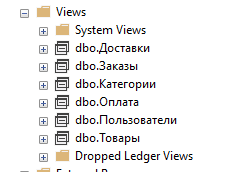 Views
System Views
dbo.Доставки
dbo.Заказы
dbo.Категории
dbo.Оплата
dbo.Пользователи
dbo.Товары
Dropped Ledger Views